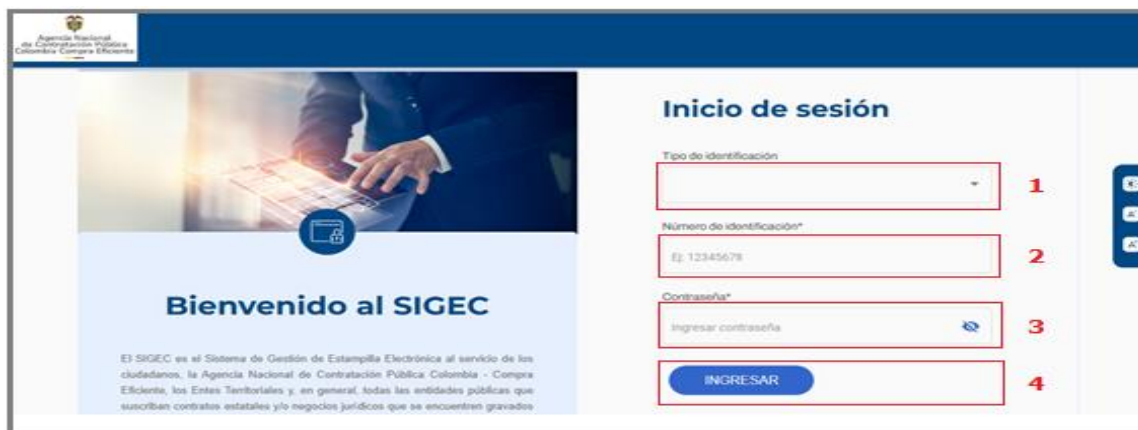 Agencia Nacional
de Contratación Pública
Colombia Compra Eficiente
Inicio de sesión
Tipo de identificación
1
Número de identificación*
Ej: 12345678
2
Contraseña*
Ingresar contraseña
3
INGRESAR
4
Bienvenido al SIGEC
El SIGEC es el Sistema de Gestión de Estampilla Electrónica al servicio de los
ciudadanos, la Agencia Nacional de Contratación Pública Colombia - Compra
Eficiente, los Entes Territoriales y, en general, todas las entidades públicas que
suscriban contratos estatales y/o negocios jurídicos que se encuentren gravados